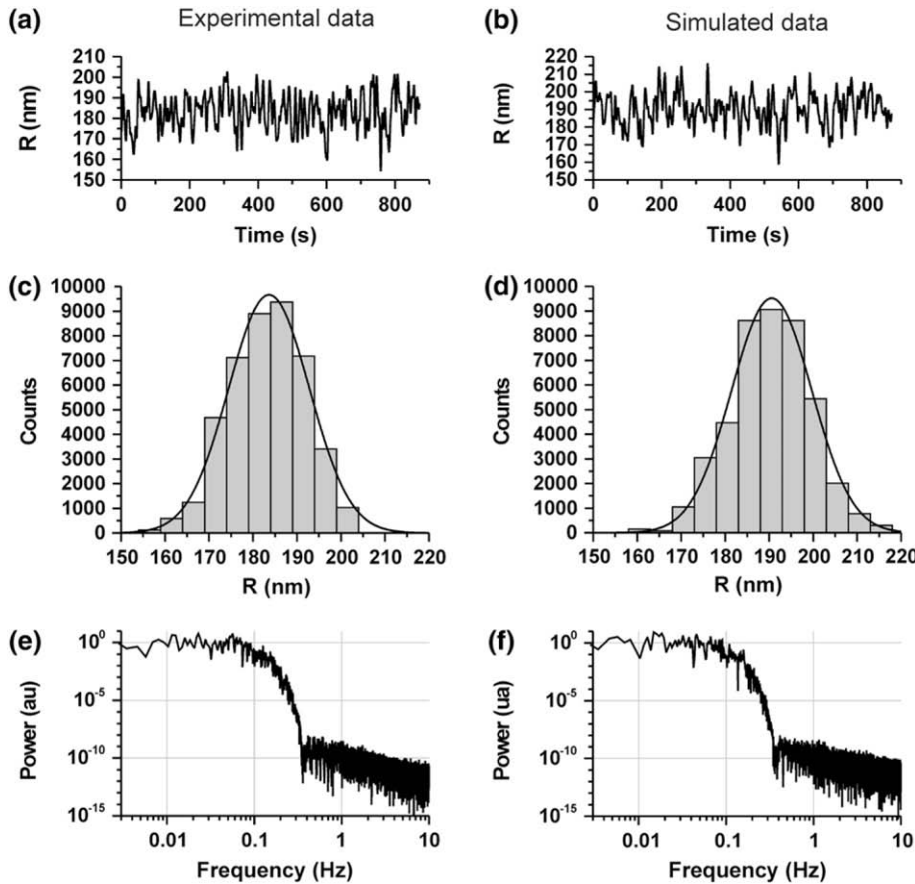 (a) Experimental data
(b) Simulated data
210
200
190
180
170
160
150
R (nm)
0 200 400 600 800
Time (s)
220
210
200
190
180
170
160
150
R (nm)
0 200 400 600 800
Time (s)
(c)
10000
9000
8000
7000
6000
5000
4000
3000
2000
1000
0
Counts
150 160 170 180 190 200 210 220
R (nm)
(d)
10000
9000
8000
7000
6000
5000
4000
3000
2000
1000
0
Counts
150 160 170 180 190 200 210 220
R (nm)
(e)
10⁰
10⁻⁵
10⁻¹⁰
10⁻¹⁵
Power (au)
0.01 0.1 1 10
Frequency (Hz)
(f)
10⁰
10⁻⁵
10⁻¹⁰
10⁻¹⁵
Power (ua)
0.01 0.1 1 10
Frequency (Hz)